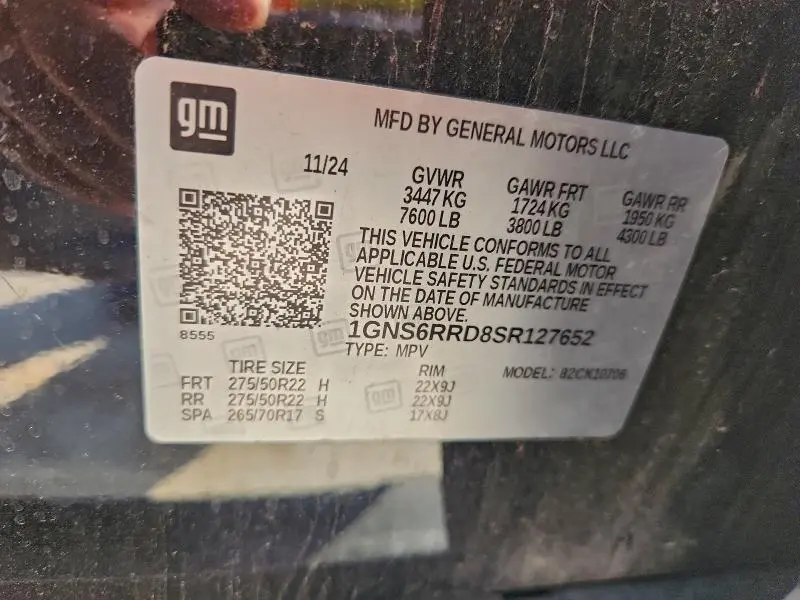 gm
MFD BY GENERAL MOTORS LLC
11/24
GVWR GAWR FRT GAWR RR
3447 KG 1724 KG 1950 KG
7600 LB 3800 LB 4300 LB
THIS VEHICLE CONFORMS TO ALL
APPLICABLE U.S. FEDERAL MOTOR
VEHICLE SAFETY STANDARDS IN EFFECT
ON THE DATE OF MANUFACTURE
SHOWN ABOVE.
8555
1GNS6RRD8SR127652
TYPE: MPV
TIRE SIZE RIM MODEL:
FRT 275/50R22 H 22X9J
RR 275/50R22 H 22X9J
SPA 265/70R17 S 17X8J